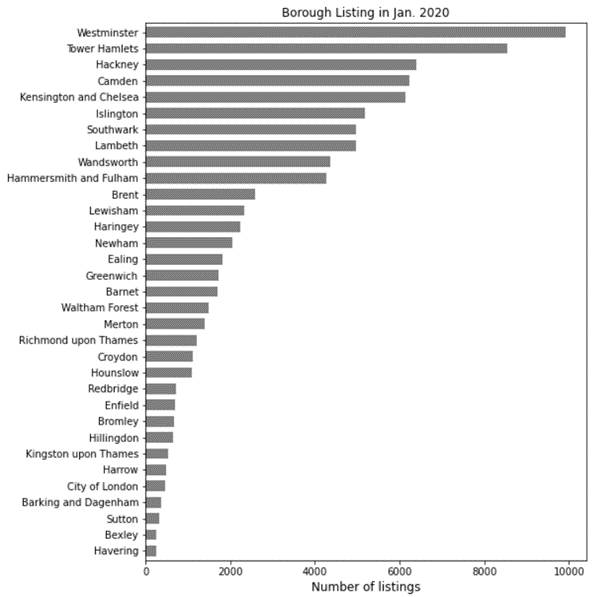 Borough Listing in Jan. 2020
Westminster
Tower Hamlets
Hackney
Camden
Kensington and Chelsea
Islington
Southwark
Lambeth
Wandsworth
Hammersmith and Fulham
Brent
Lewisham
Haringey
Newham
Ealing
Greenwich
Barnet
Waltham Forest
Merton
Richmond upon Thames
Croydon
Hounslow
Redbridge
Enfield
Bromley
Hillingdon
Kingston upon Thames
Harrow
City of London
Barking and Dagenham
Sutton
Bexley
Havering
0 2000 4000 6000 8000 10000
Number of listings